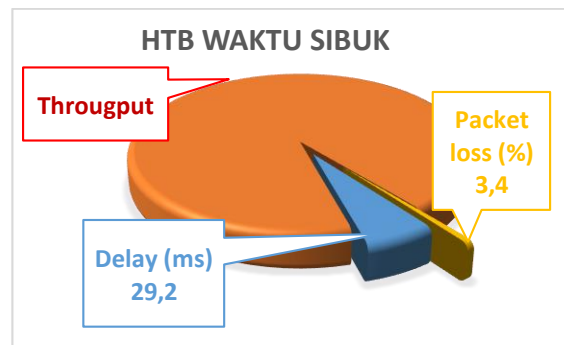 HTB WAKTU SIBUK
Througput
Packet
loss (%)
3,4
Delay (ms)
29,2